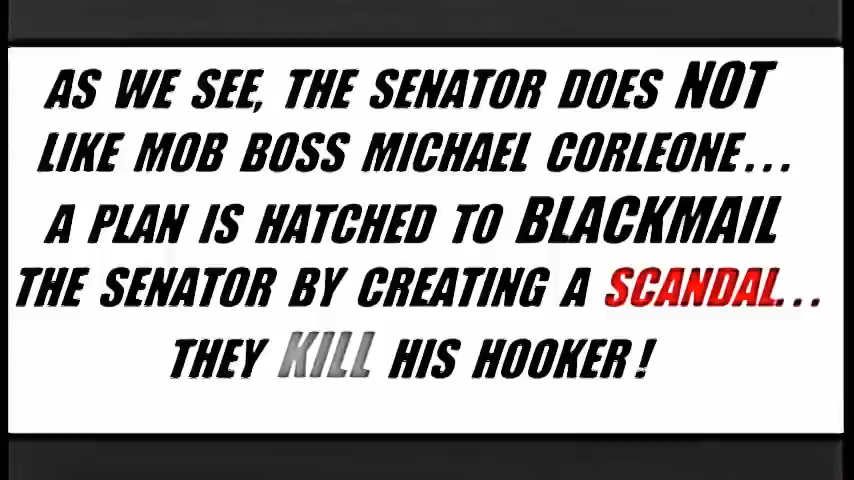 AS WE SEE, THE SENATOR DOES NOT
LIKE MOB BOSS MICHAEL CORLEONE...
A PLAN IS HATCHED TO BLACKMAIL
THE SENATOR BY CREATING A SCANDAL...
THEY KILL HIS HOOKER!